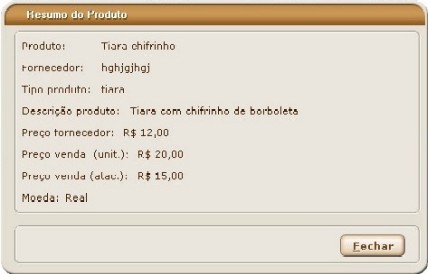 Resumo do Produto
Produto: Tiara chifrinho
Fornecedor: hghjgjhgj
Tipo produto: tiara
Descrição produto: Tiara com chifrinho de borboleta
Preço fornecedor: R$ 12,00
Preço venda (unit.): R$ 20,00
Preço venda (atac.): R$ 15,00
Moeda: Real
Fechar